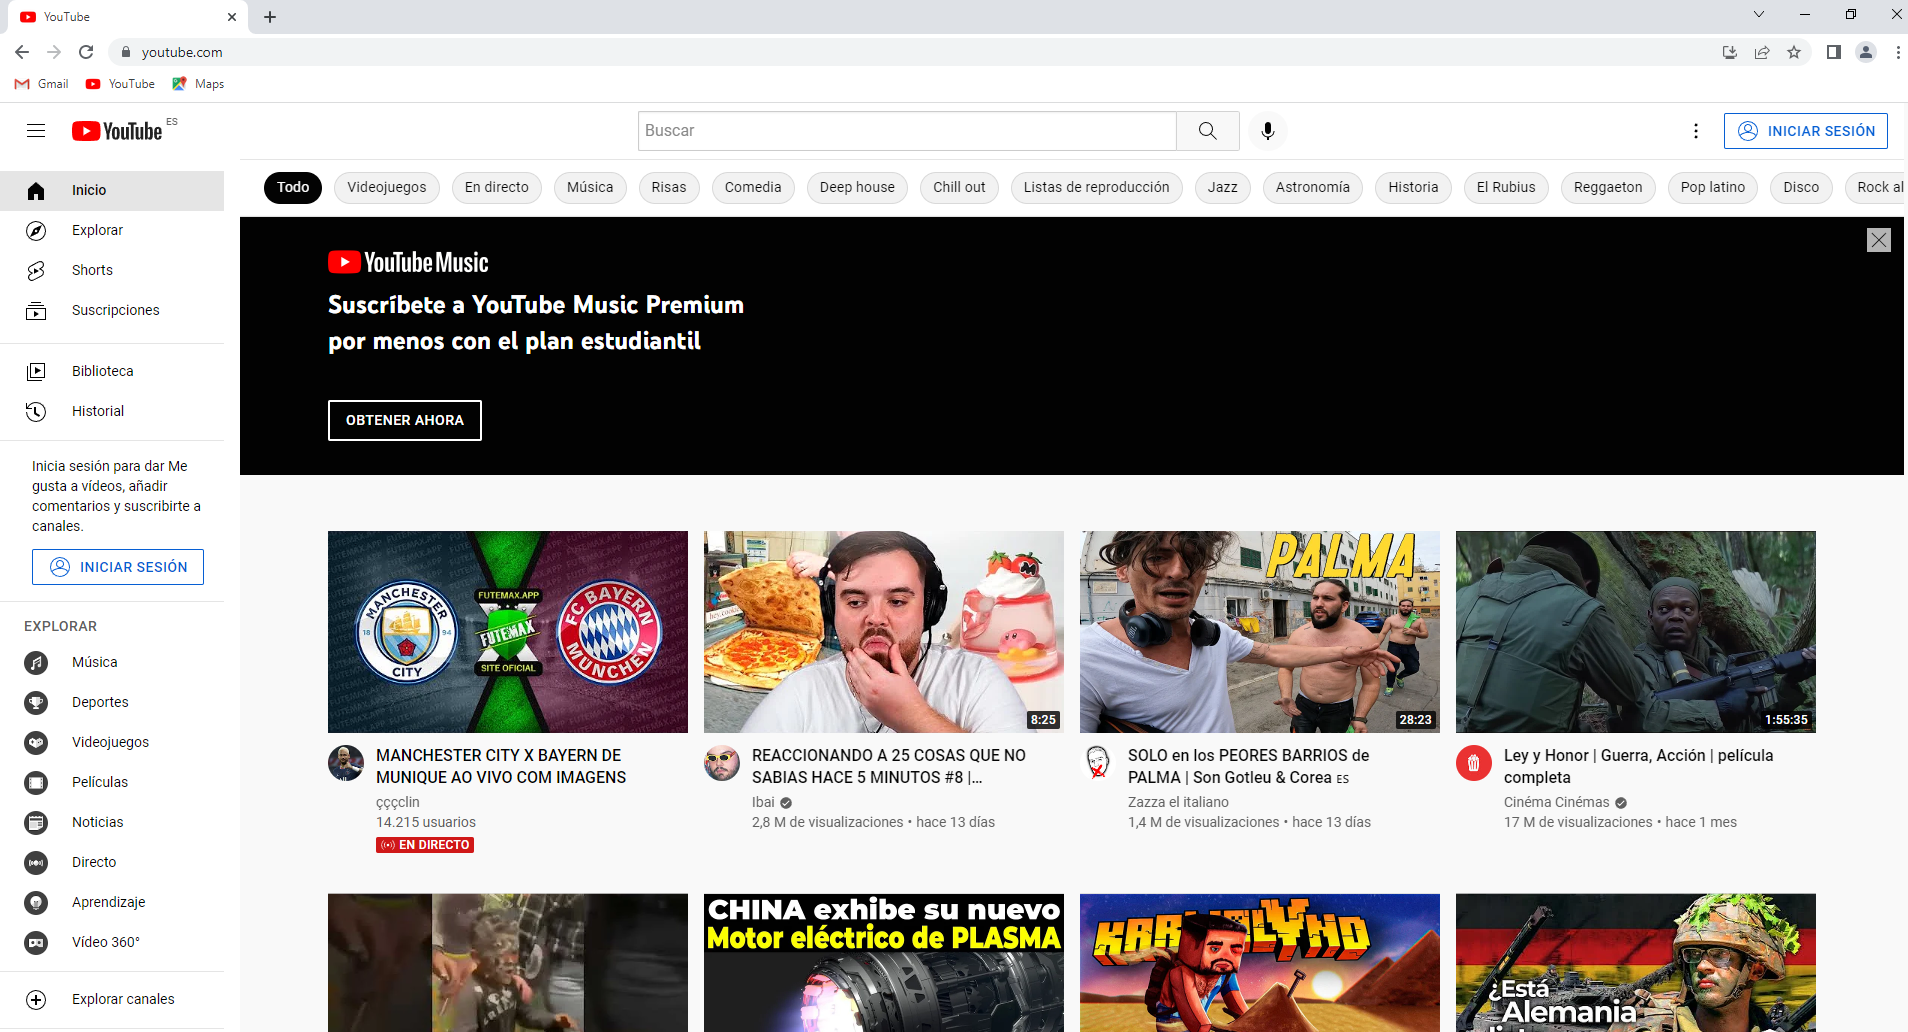 YouTube
youtube.com
Gmail
YouTube
Maps
YouTube ES
Buscar
INICIAR SESIÓN
Inicio
Explorar
Shorts
Suscripciones
Biblioteca
Historial
Inicia sesión para dar Me
gusta a vídeos, añadir
comentarios y suscribirte a
canales.
INICIAR SESIÓN
EXPLORAR
Música
Deportes
Videojuegos
Películas
Noticias
Directo
Aprendizaje
Vídeo 360°
Explorar canales
Todo
Videojuegos
En directo
Música
Risas
Comedia
Deep house
Chill out
Listas de reproducción
Jazz
Astronomía
Historia
El Rubius
Reggaeton
Pop latino
Disco
Rock al
YouTube Music
Suscríbete a YouTube Music Premium
por menos con el plan estudiantil
OBTENER AHORA
MANCHESTER
18 94
CITY
FUTEMAX.APP
FUTEMAX
SITE OFICIAL
FC BAYERN
MÜNCHEN
MANCHESTER CITY X BAYERN DE
MUNIQUE AO VIVO COM IMAGENS
çççclin
14.215 usuarios
EN DIRECTO
8:25
REACCIONANDO A 25 COSAS QUE NO
SABIAS HACE 5 MINUTOS #8 |...
Ibai
2,8 M de visualizaciones • hace 13 días
PALMA
28:23
SOLO en los PEORES BARRIOS de
PALMA | Son Gotleu & Corea ES
Zazza el italiano
1,4 M de visualizaciones • hace 13 días
1:55:35
Ley y Honor | Guerra, Acción | película
completa
Cinéma Cinémas
17 M de visualizaciones • hace 1 mes
CHINA exhibe su nuevo
Motor eléctrico de PLASMA
KARMALAND
¿Está
Alemania